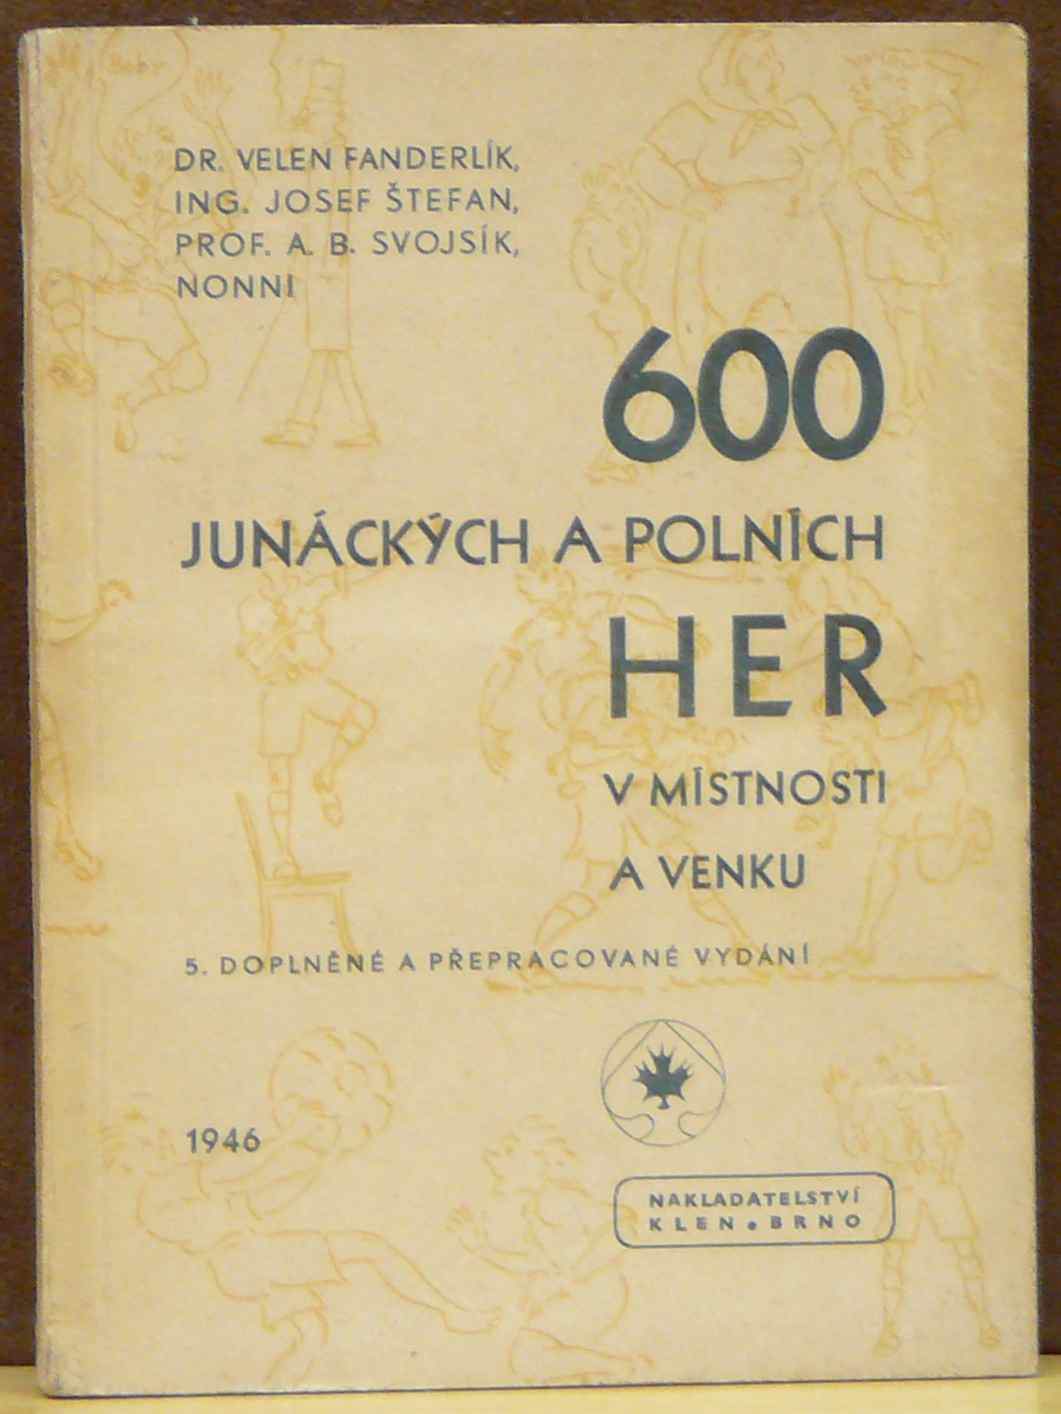 DR. VELEN FANDERLÍK,
ING. JOSEF ŠTEFAN,
PROF. A. B. SVOJSÍK,
NONNI
600
JUNÁCKÝCH A POLNÍCH
HER
V MÍSTNOSTI
A VENKU
5. DOPLNĚNÉ A PŘEPRACOVANÉ VYDÁNÍ
1946
NAKLADATELSTVÍ
KLEN • BRNO